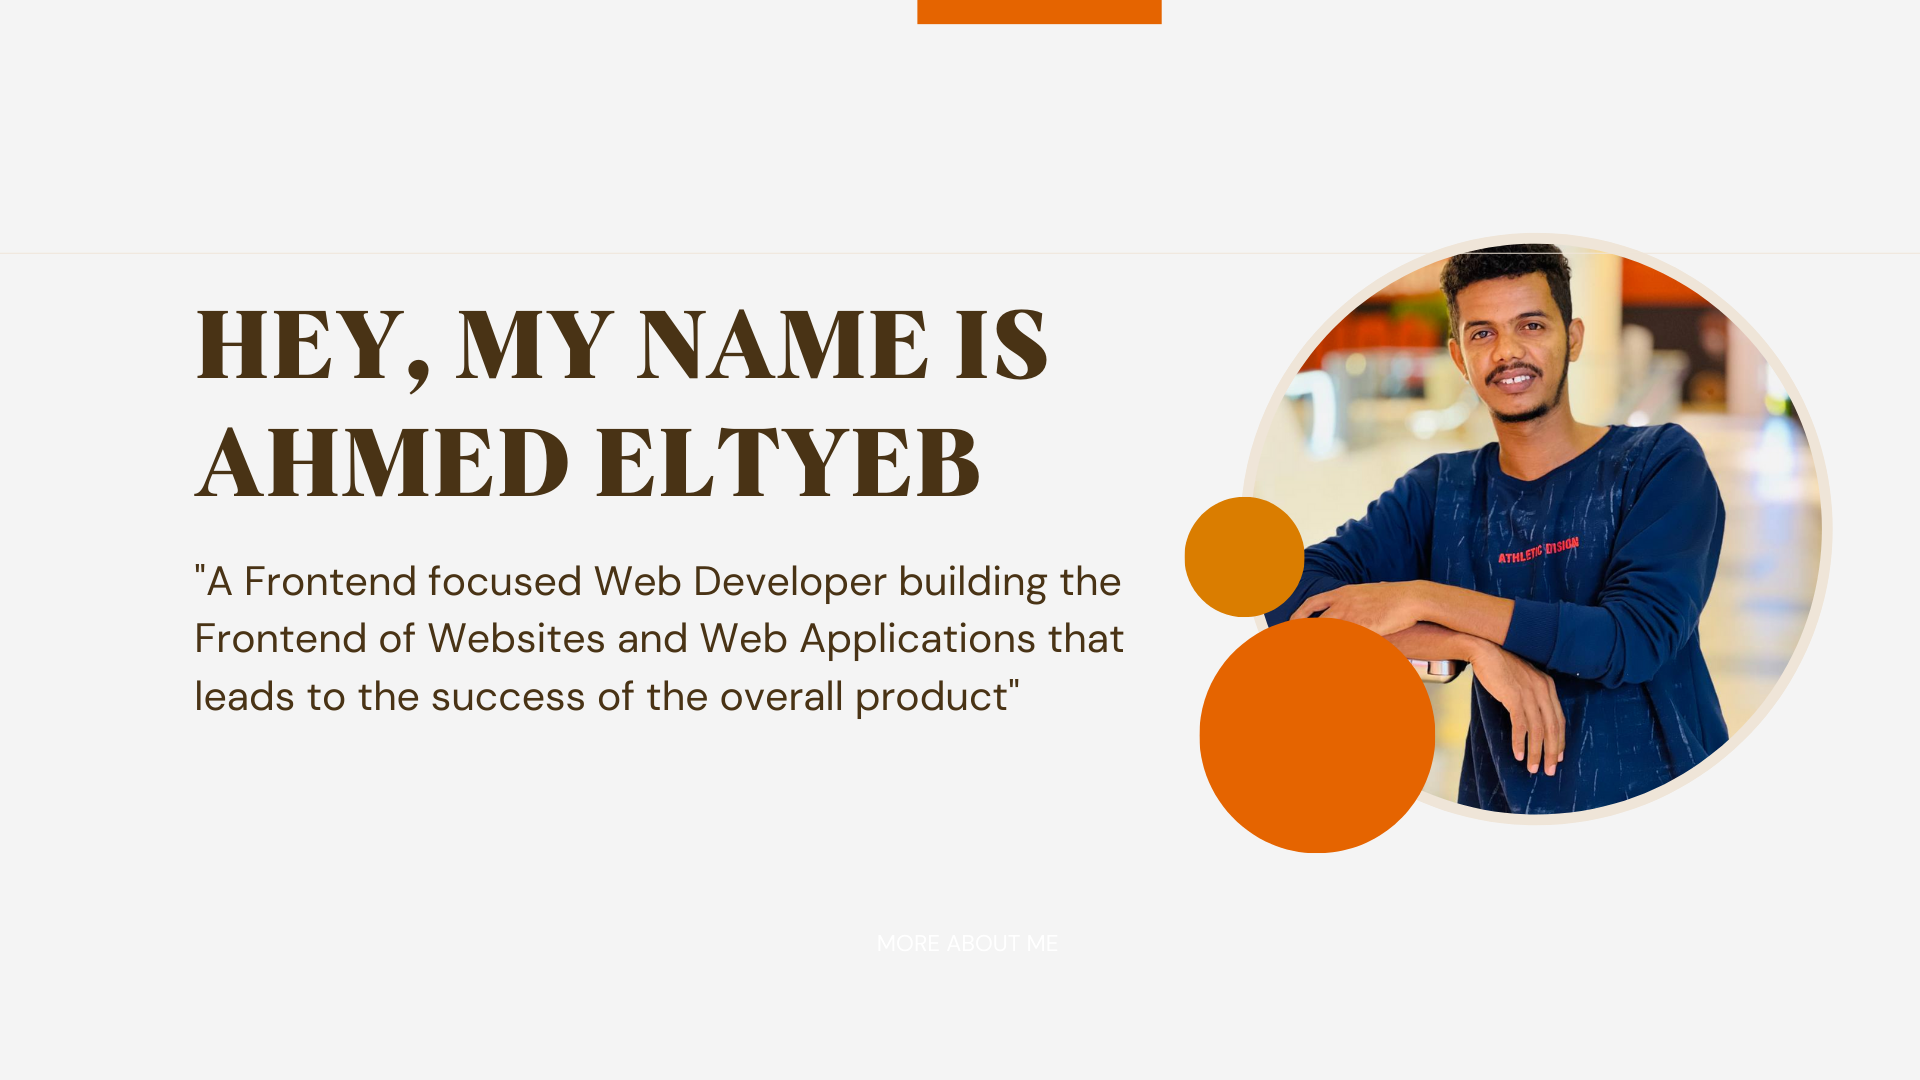 HEY, MY NAME IS
AHMED ELTYEB
"A Frontend focused Web Developer building the
Frontend of Websites and Web Applications that
leads to the success of the overall product"
ATHLETIC DIVISION
MORE ABOUT ME